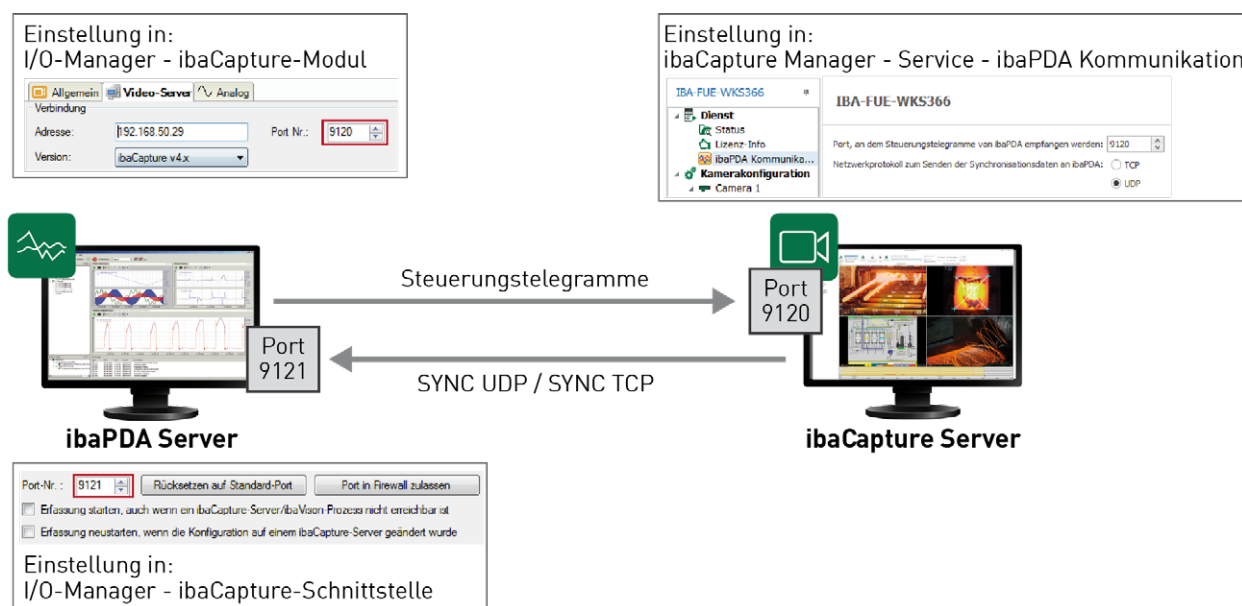 Einstellung in:
I/O-Manager - ibaCapture-Modul
Allgemein Video-Server Analog
Verbindung
Adresse: 192.168.50.29 Port Nr.: 9120
Version: ibaCapture v4.x
Einstellung in:
ibaCapture Manager - Service - ibaPDA Kommunikation
IBA-FUE-WKS366
Dienst
Status
Lizenz-Info
ibaPDA Kommunika...
Kamerakonfiguration
Camera 1
IBA-FUE-WKS366
Port, an dem Steuerungstelegramme von ibaPDA empfangen werden: 9120
Netzwerkprotokoll zum Senden der Synchronisationsdaten an ibaPDA: TCP
UDP
Steuerungstelegramme
Port
9120
Port
9121
SYNC UDP / SYNC TCP
ibaPDA Server
ibaCapture Server
Port-Nr. : 9121 Rücksetzen auf Standard-Port Port in Firewall zulassen
Erfassung starten, auch wenn ein ibaCapture-Server/ibaVision-Prozess nicht erreichbar ist
Erfassung neustarten, wenn die Konfiguration auf einem ibaCapture-Server geändert wurde
Einstellung in:
I/O-Manager - ibaCapture-Schnittstelle